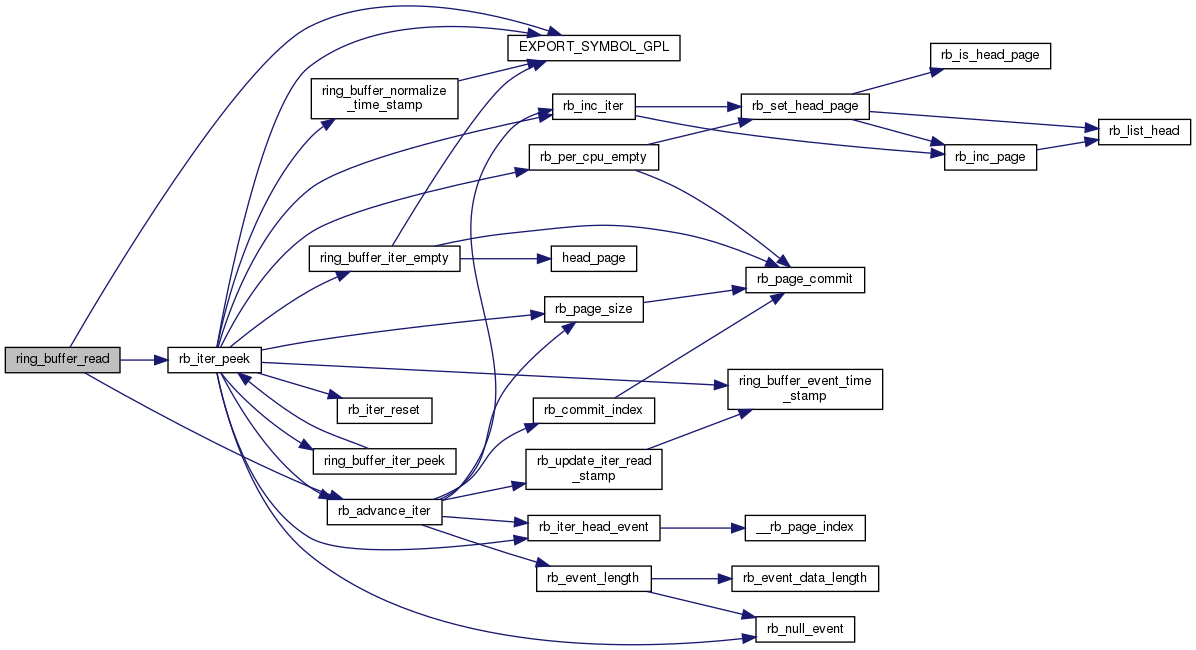 ring_buffer_read
rb_iter_peek
EXPORT_SYMBOL_GPL
ring_buffer_normalize
_time_stamp
rb_inc_iter
rb_per_cpu_empty
ring_buffer_iter_empty
head_page
rb_page_size
rb_iter_reset
ring_buffer_iter_peek
rb_advance_iter
rb_commit_index
rb_update_iter_read
_stamp
rb_iter_head_event
rb_event_length
rb_set_head_page
rb_is_head_page
rb_inc_page
rb_list_head
rb_page_commit
ring_buffer_event_time
_stamp
__rb_page_index
rb_event_data_length
rb_null_event